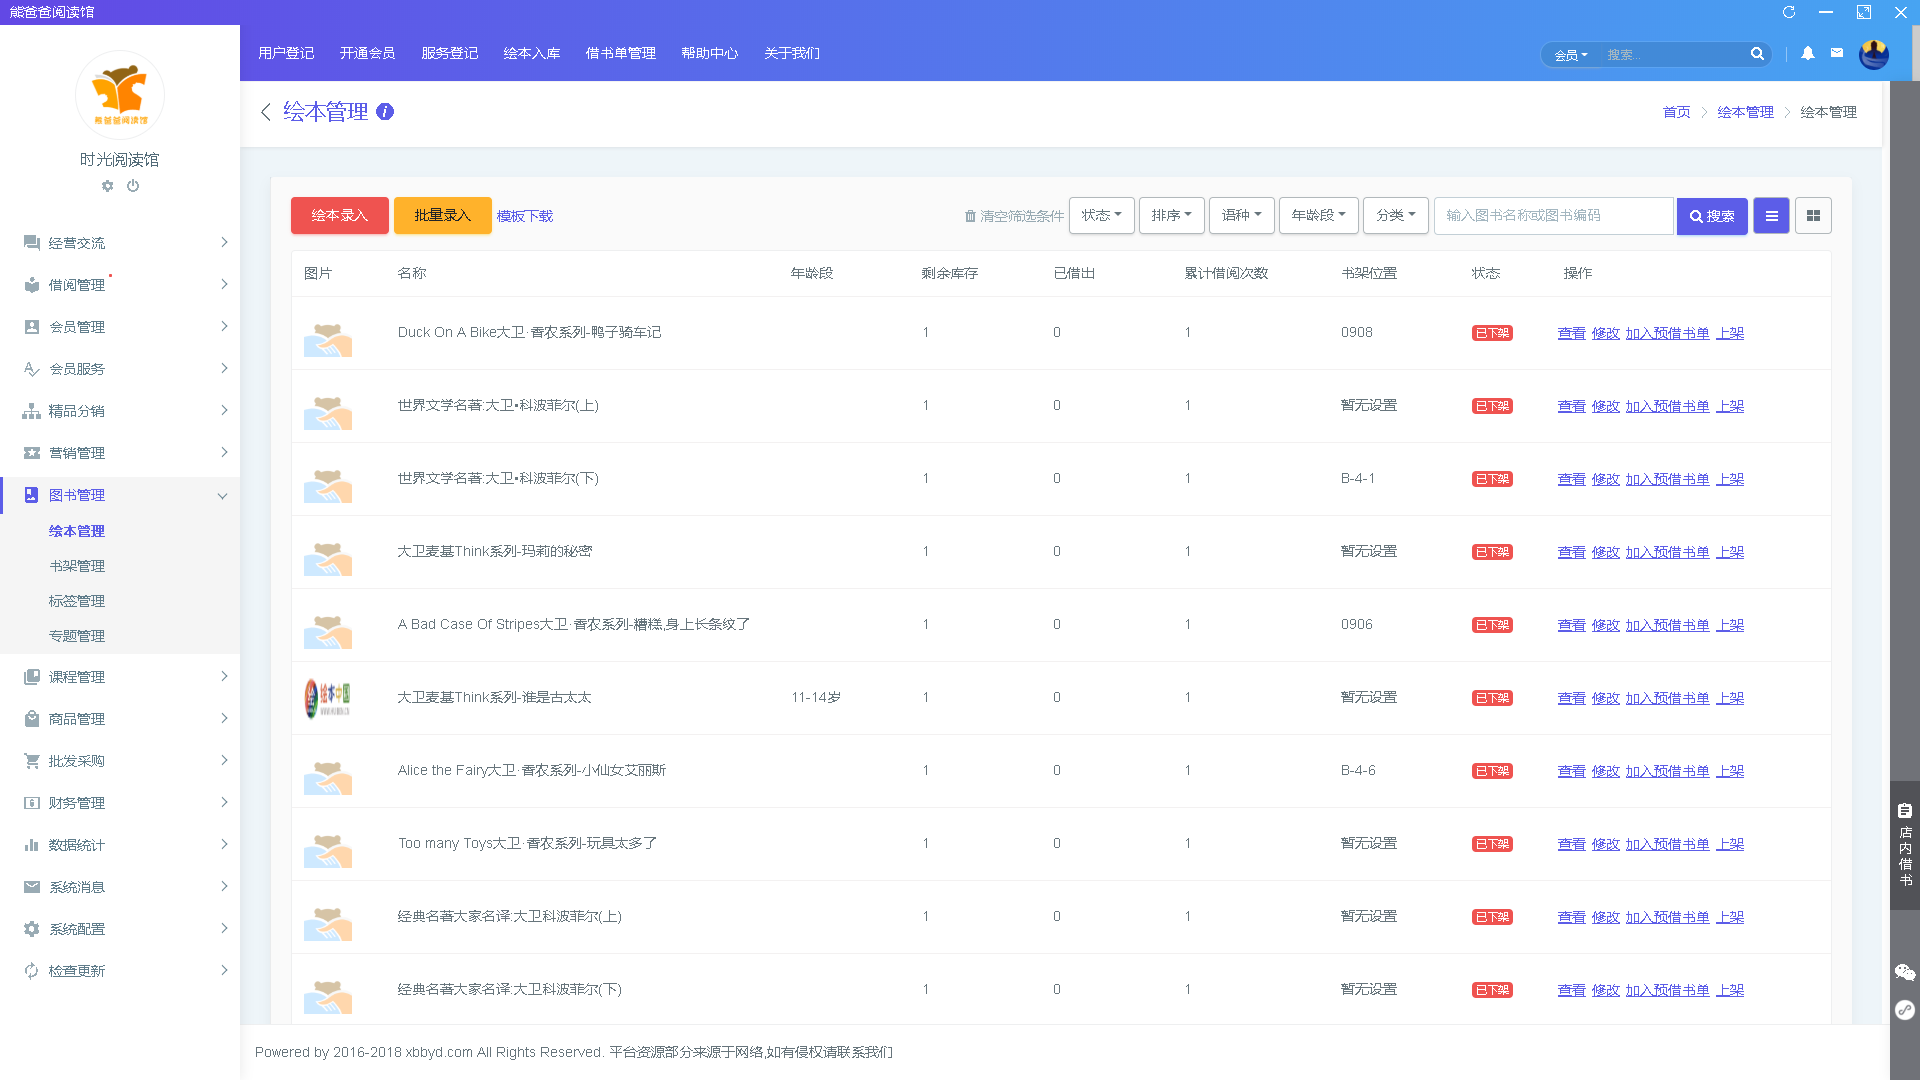 熊爸爸阅读馆
用户登记 开通会员 服务登记 绘本入库 借书单管理 帮助中心 关于我们 会员 搜索...
熊爸爸阅读馆
时光阅读馆
绘本管理 首页 绘本管理 绘本管理
经营交流
借阅管理
会员管理
会员服务
精品分销
营销管理
图书管理
绘本管理
书架管理
标签管理
专题管理
课程管理
商品管理
批发采购
财务管理
数据统计
系统消息
系统配置
检查更新
绘本录入 批量录入 模板下载 清空筛选条件 状态 排序 语种 年龄段 分类 输入图书名称或图书编码 搜索
图片 名称 年龄段 剩余库存 已借出 累计借阅次数 书架位置 状态 操作
Duck On A Bike大卫·香农系列-鸭子骑车记 1 0 1 0908 已下架 查看 修改 加入预借书单 上架
世界文学名著:大卫•科波菲尔(上) 1 0 1 暂无设置 已下架 查看 修改 加入预借书单 上架
世界文学名著:大卫•科波菲尔(下) 1 0 1 B-4-1 已下架 查看 修改 加入预借书单 上架
大卫麦基Think系列-玛莉的秘密 1 0 1 暂无设置 已下架 查看 修改 加入预借书单 上架
A Bad Case Of Stripes大卫·香农系列-糟糕,身上长条纹了 1 0 1 0906 已下架 查看 修改 加入预借书单 上架
绘本中国
大卫麦基Think系列-谁是古太太 11-14岁 1 0 1 暂无设置 已下架 查看 修改 加入预借书单 上架
Alice the Fairy大卫·香农系列-小仙女艾丽斯 1 0 1 B-4-6 已下架 查看 修改 加入预借书单 上架
Too many Toys大卫·香农系列-玩具太多了 1 0 1 暂无设置 已下架 查看 修改 加入预借书单 上架
经典名著大家名译:大卫科波菲尔(上) 1 0 1 暂无设置 已下架 查看 修改 加入预借书单 上架
经典名著大家名译:大卫科波菲尔(下) 1 0 1 暂无设置 已下架 查看 修改 加入预借书单 上架
店内借书
Powered by 2016-2018 xbbyd.com All Rights Reserved. 平台资源部分来源于网络,如有侵权请联系我们